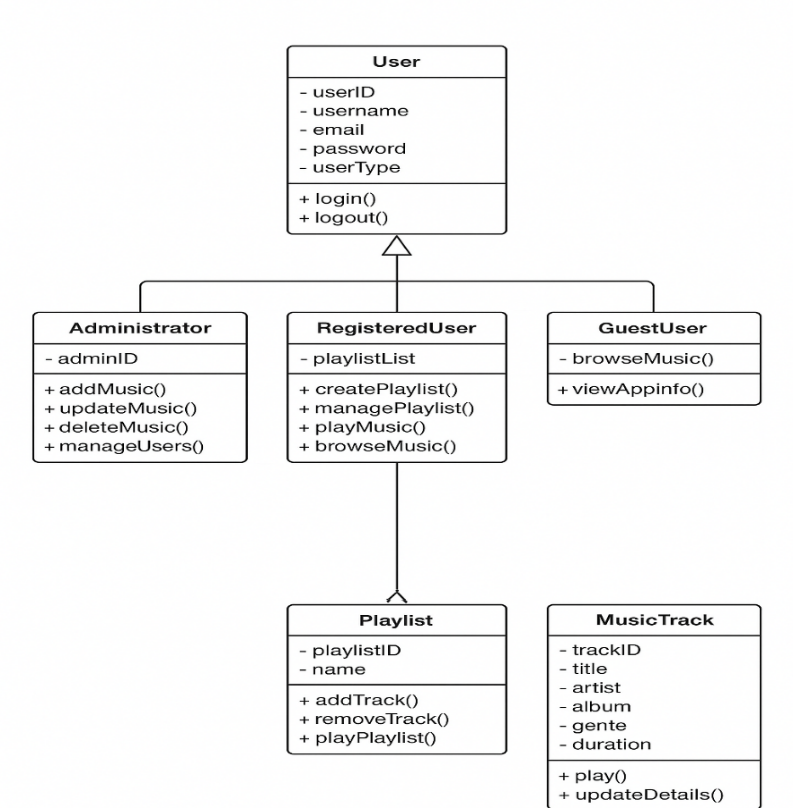 User
- userID
- username
- email
- password
- userType
+ login()
+ logout()
Administrator
- adminID
+ addMusic()
+ updateMusic()
+ deleteMusic()
+ manageUsers()
RegisteredUser
- playlistList
+ createPlaylist()
+ managePlaylist()
+ playMusic()
+ browseMusic()
GuestUser
- browseMusic()
+ viewAppinfo()
Playlist
- playlistID
- name
+ addTrack()
+ removeTrack()
+ playPlaylist()
MusicTrack
- trackID
- title
- artist
- album
- gente
- duration
+ play()
+ updateDetails()